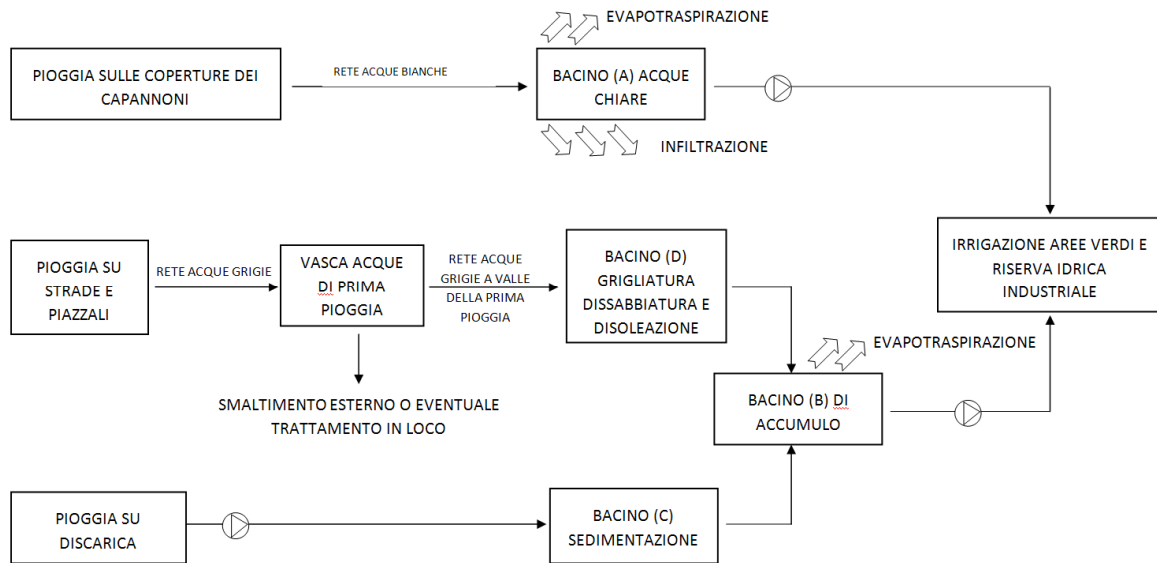 EVAPOTRASPIRAZIONE
PIOGGIA SULLE COPERTURE DEI
CAPANNONI
RETE ACQUE BIANCHE
BACINO (A) ACQUE
CHIARE
INFILTRAZIONE
PIOGGIA SU
STRADE E
PIAZZALI
RETE ACQUE GRIGIE
VASCA ACQUE
DI PRIMA
PIOGGIA
RETE ACQUE
GRIGIE A VALLE
DELLA PRIMA
PIOGGIA
BACINO (D)
GRIGLIATURA
DISSABBIATURA E
DISOLEAZIONE
IRRIGAZIONE AREE VERDI E
RISERVA IDRICA
INDUSTRIALE
EVAPOTRASPIRAZIONE
SMALTIMENTO ESTERNO O EVENTUALE
TRATTAMENTO IN LOCO
BACINO (B) DI
ACCUMULO
PIOGGIA SU
DISCARICA
BACINO (C)
SEDIMENTAZIONE